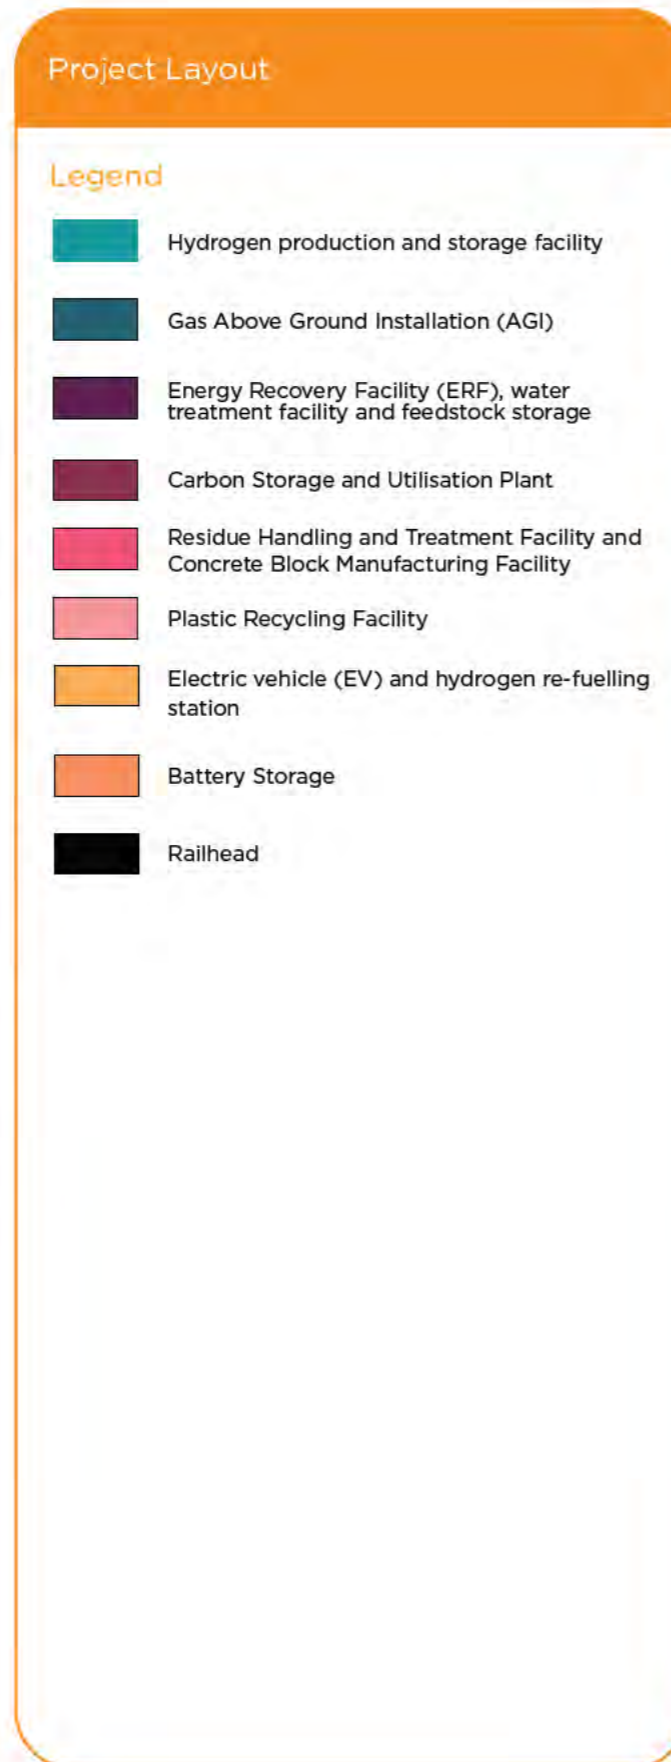 Project Layout
Legend
Hydrogen production and storage facility
Gas Above Ground Installation (AGI)
Energy Recovery Facility (ERF), water
treatment facility and feedstock storage
Carbon Storage and Utilisation Plant
Residue Handling and Treatment Facility and
Concrete Block Manufacturing Facility
Plastic Recycling Facility
Electric vehicle (EV) and hydrogen re-fuelling
station
Battery Storage
Railhead